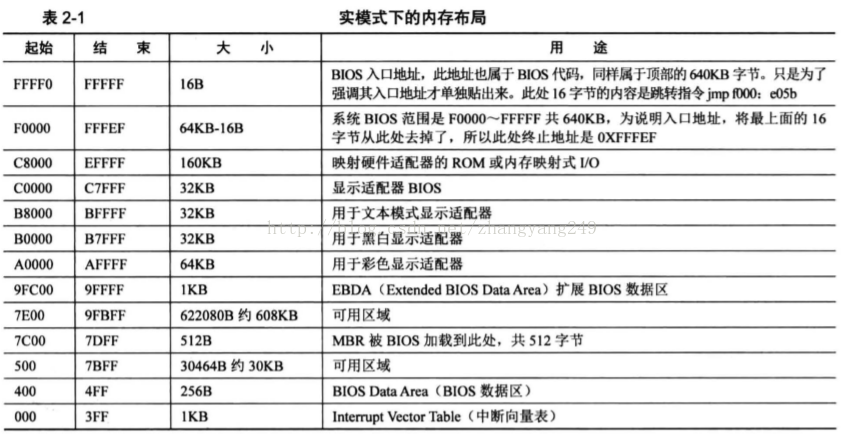 表 2-1 实模式下的内存布局
起始 结 束 大 小 用 途
FFFF0 FFFFF 16B BIOS 入口地址，此地址也属于 BIOS 代码，同样属于顶部的 640KB 字节。只是为了
强调其入口地址才单独贴出来。此处 16 字节的内容是跳转指令 jmp f000：e05b
F0000 FFFEF 64KB-16B 系统 BIOS 范围是 F0000～FFFFF 共 640KB，为说明入口地址，将最上面的 16
字节从此处去掉了，所以此处终止地址是 0XFFFEF
C8000 EFFFF 160KB 映射硬件适配器的 ROM 或内存映射式 I/O
C0000 C7FFF 32KB 显示适配器 BIOS
B8000 BFFFF 32KB 用于文本模式显示适配器
http://blog.csdn.net/zhangyang249
B0000 B7FFF 32KB 用于黑白显示适配器
A0000 AFFFF 64KB 用于彩色显示适配器
9FC00 9FFFF 1KB EBDA（Extended BIOS Data Area）扩展 BIOS 数据区
7E00 9FBFF 622080B 约 608KB 可用区域
7C00 7DFF 512B MBR 被 BIOS 加载到此处，共 512 字节
500 7BFF 30464B 约 30KB 可用区域
400 4FF 256B BIOS Data Area（BIOS 数据区）
000 3FF 1KB Interrupt Vector Table（中断向量表）